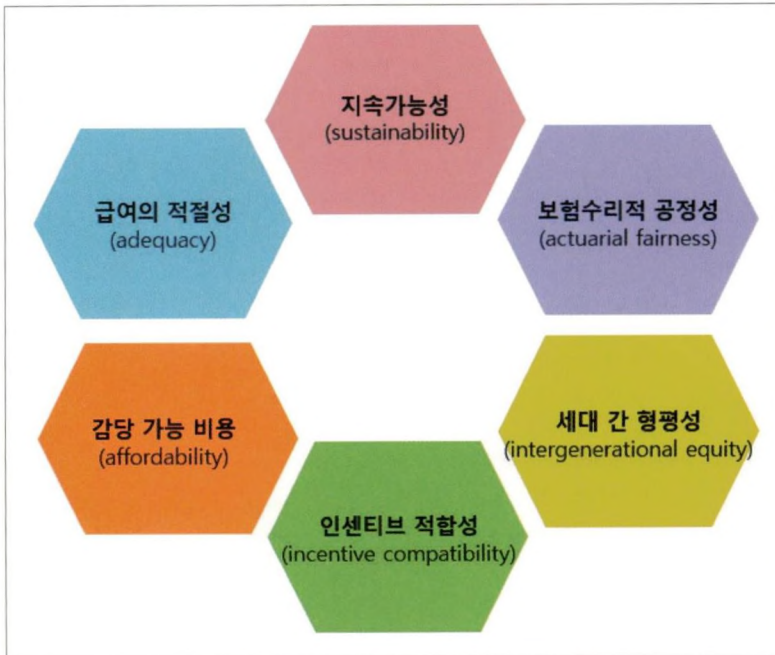 지속가능성
(sustainability)
급여의 적절성
(adequacy)
보험수리적 공정성
(actuarial fairness)
감당 가능 비용
(affordability)
세대 간 형평성
(intergenerational equity)
인센티브 적합성
(incentive compatibility)